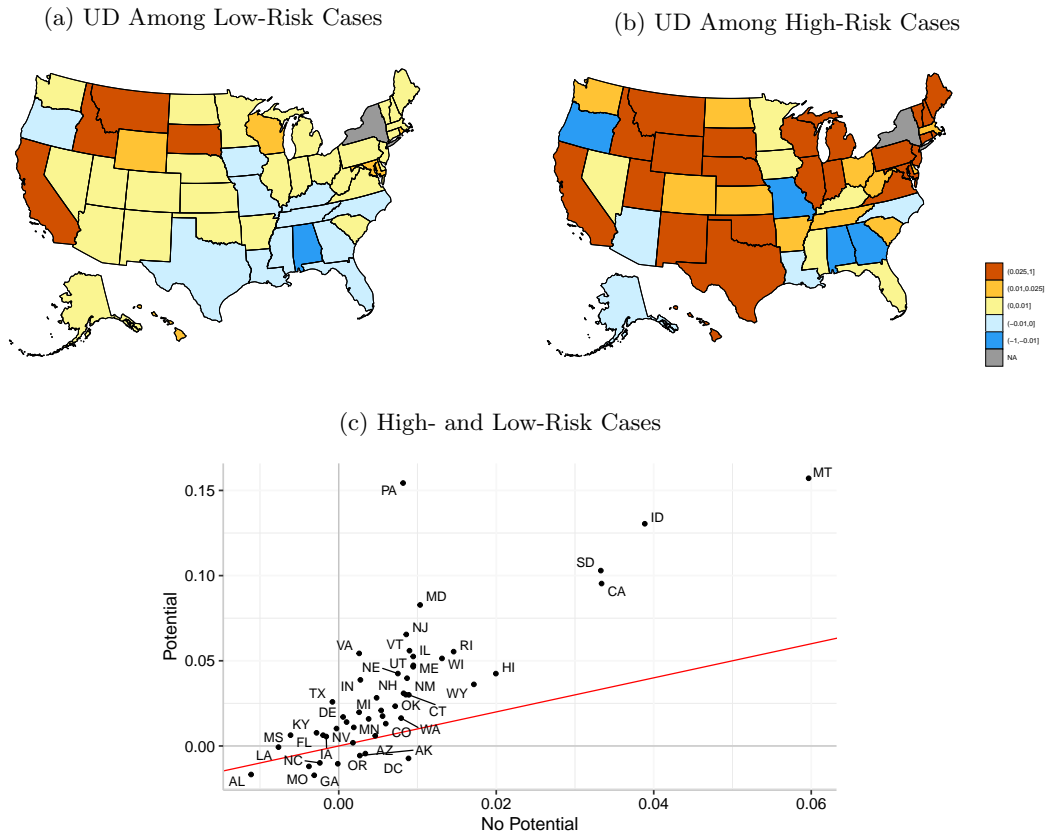 (a) UD Among Low-Risk Cases
(b) UD Among High-Risk Cases
(0.025,1]
(0.01,0.025]
(0,0.01]
(−0.01,0]
(−1,−0.01]
NA
(c) High- and Low-Risk Cases
Potential
0.15
0.10
0.05
0.00
PA
MT
ID
SD
CA
MD
NJ
VA
VT
IL
RI
UT
ME
WI
NE
HI
IN
NH
NM
WY
TX
MI
OK
CT
DE
KY
MN
CO
WA
MS
FL
NV
LA
IA
AZ
AK
NC
OR
DC
AL
MO
GA
0.00
0.02
0.04
0.06
No Potential